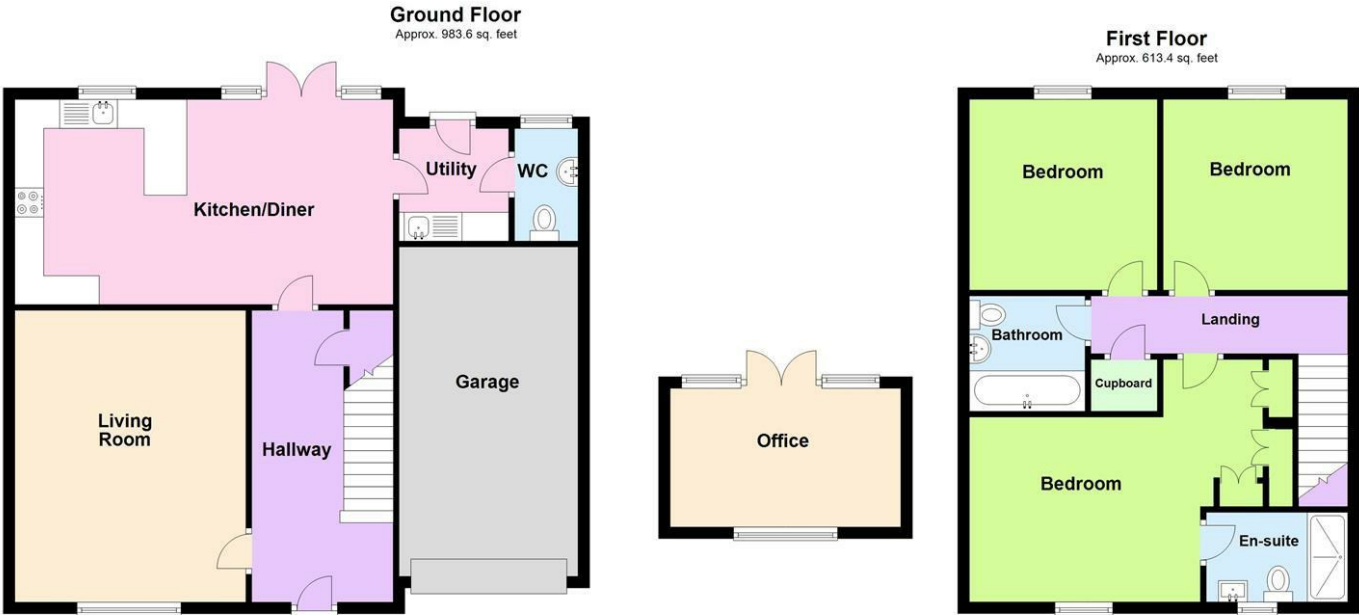 Ground Floor
Approx. 983.6 sq. feet
Kitchen/Diner
Utility
WC
Living
Room
Hallway
Garage
Office
First Floor
Approx. 613.4 sq. feet
Bedroom
Bedroom
Bathroom
Landing
Cupboard
Bedroom
En-suite